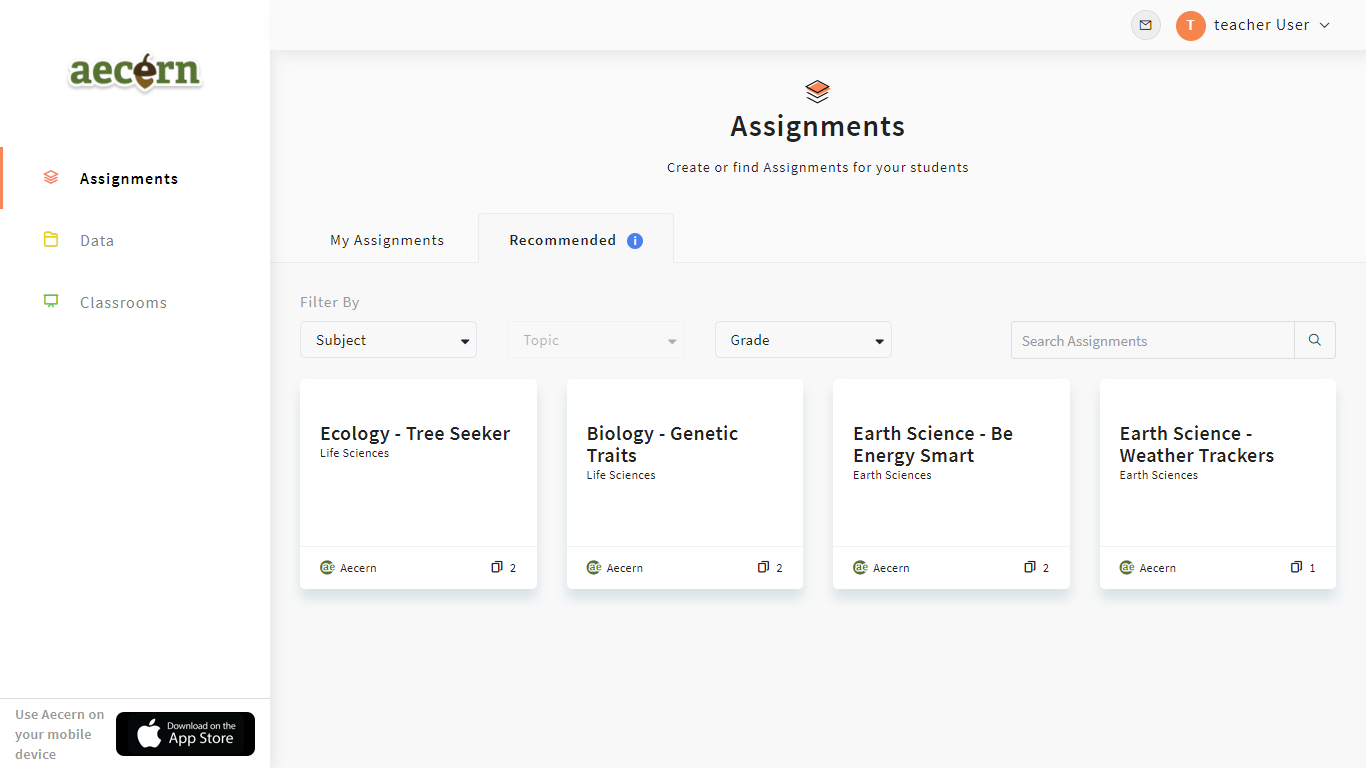 aecern
T
teacher User
Assignments
Create or find Assignments for your students
Assignments
Data
Classrooms
My Assignments
Recommended
i
Filter By
Subject
Topic
Grade
Search Assignments
Ecology - Tree Seeker
Life Sciences
ae Aecern
2
Biology - Genetic
Traits
Life Sciences
ae Aecern
2
Earth Science - Be
Energy Smart
Earth Sciences
ae Aecern
2
Earth Science -
Weather Trackers
Earth Sciences
ae Aecern
1
Use Aecern on
your mobile
device
Download on the
App Store